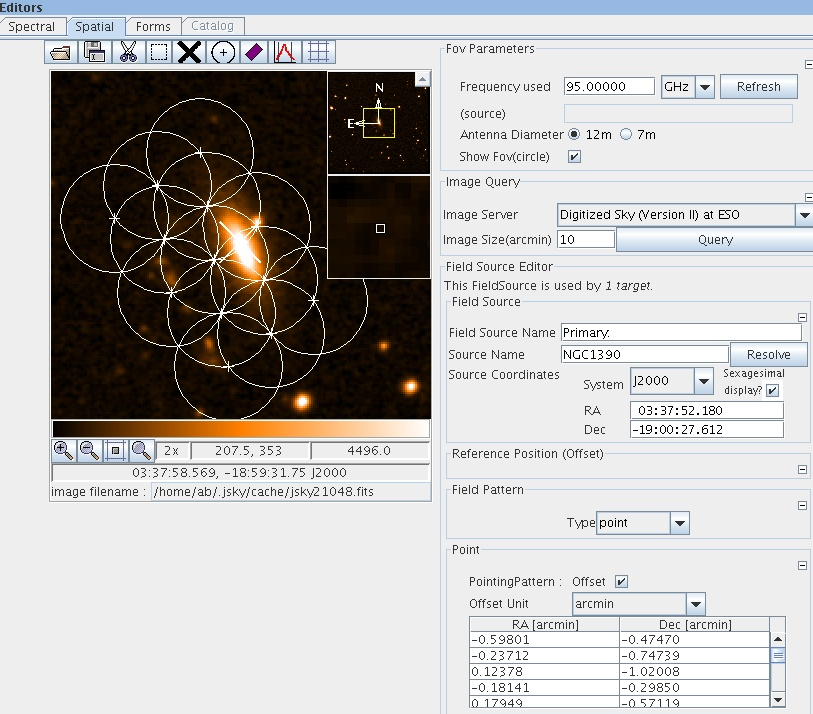 Editors
Spectral Spatial Forms Catalog
N
E
2x 207.5, 353 4496.0
03:37:58.569, -18:59:31.75 J2000
image filename : /home/ab/.jsky/cache/jsky21048.fits
Fov Parameters
Frequency used 95.00000 GHz Refresh
(source)
Antenna Diameter 12m 7m
Show Fov(circle)
Image Query
Image Server Digitized Sky (Version II) at ESO
Image Size(arcmin) 10 Query
Field Source Editor
This FieldSource is used by 1 target.
Field Source
Field Source Name Primary:
Source Name NGC1390 Resolve
Source Coordinates System J2000 Sexagesimal display?
RA 03:37:52.180
Dec -19:00:27.612
Reference Position (Offset)
Field Pattern
Type point
Point
PointingPattern : Offset
Offset Unit arcmin
RA [arcmin] Dec [arcmin]
-0.59801 -0.47470
-0.23712 -0.74739
0.12378 -1.02008
-0.18141 -0.29850
0.17949 -0.57119